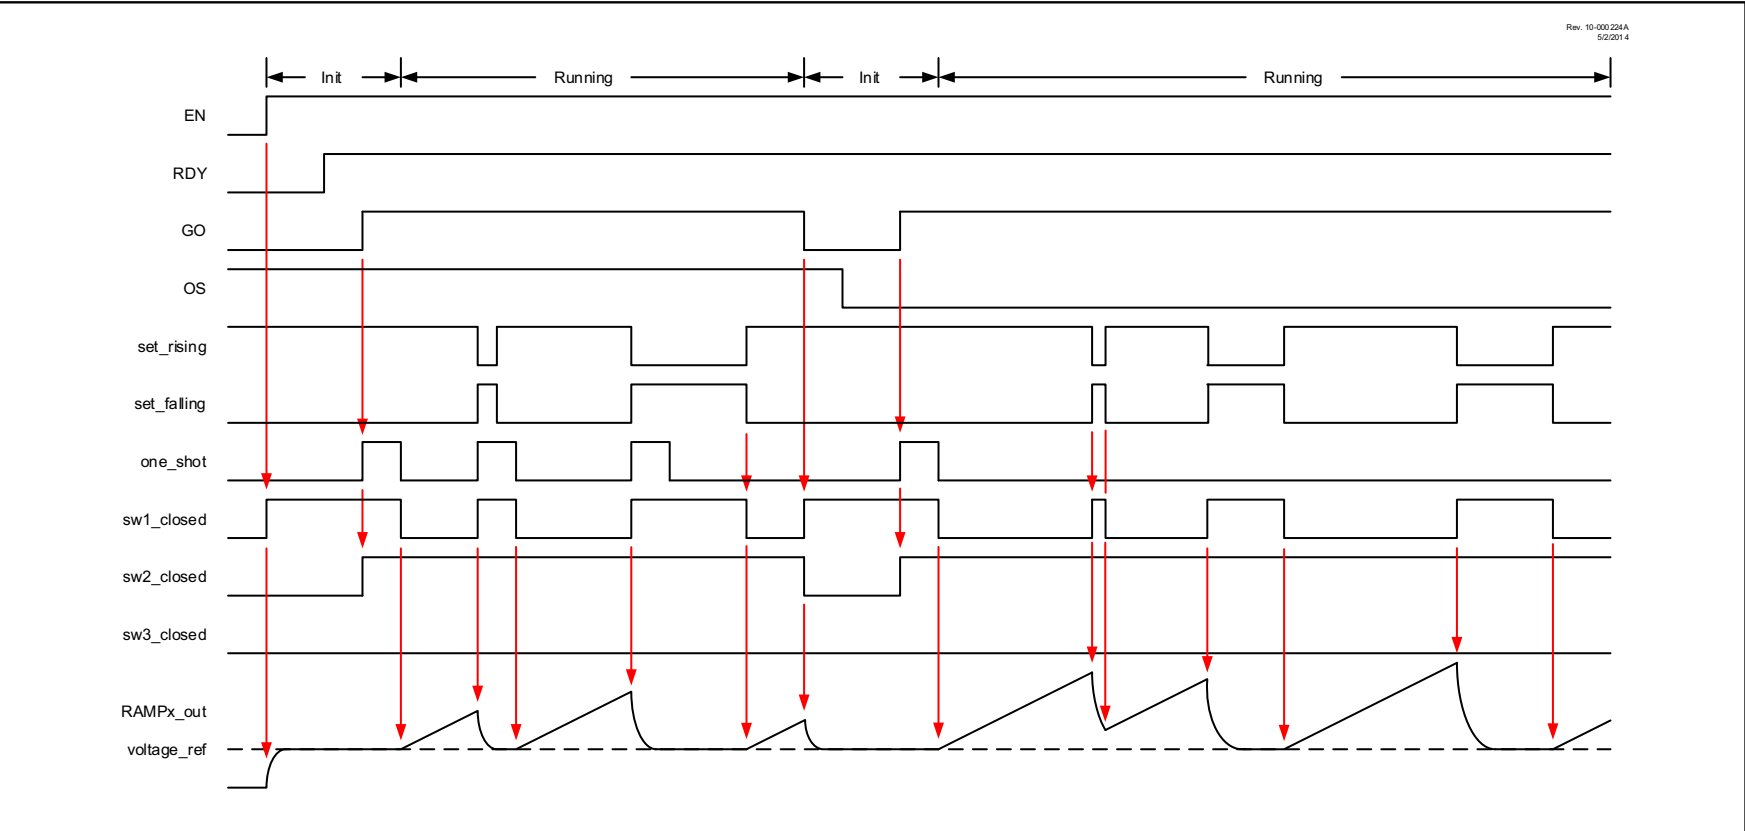 Rev. 10-000224A
5/2/2014
Init
Running
Init
Running
EN
RDY
GO
OS
set_rising
set_falling
one_shot
sw1_closed
sw2_closed
sw3_closed
RAMPx_out
voltage_ref